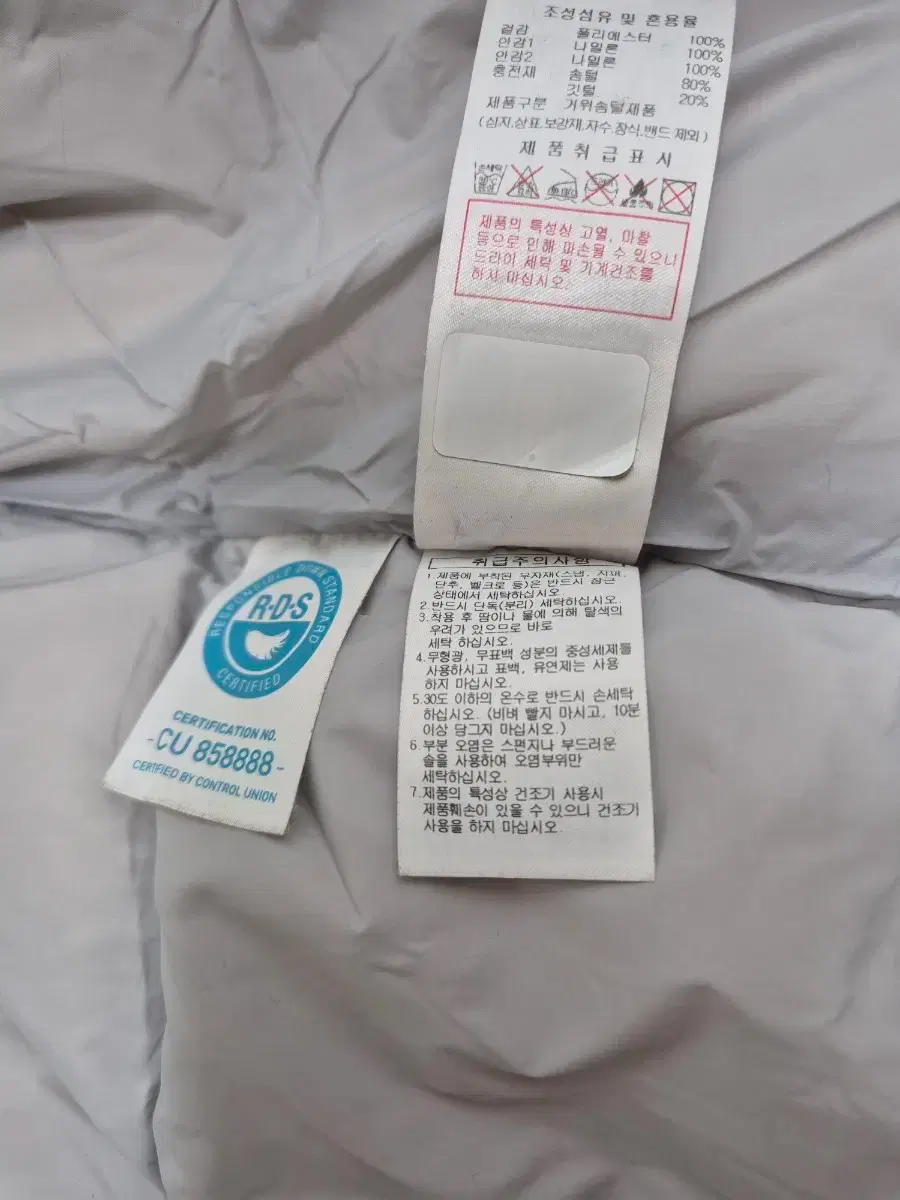 조성섬유 및 혼용율
겉감 폴리에스터 100%
안감1 나일론 100%
안감2 나일론 100%
충전재 솜털 80%
깃털 20%
제품구분 거위솜털제품
(심지,상표,보강재,자수,장식,밴드 제외)
제 품 취 급 표 시
손세탁
제품의 특성상 고열, 마찰
등으로 인해 파손될 수 있으니
드라이 세탁 및 기계건조를
하지 마십시오.
RESPONSIBLE DOWN STANDARD
R·D·S
CERTIFIED
CERTIFICATION NO.
-CU 858888-
CERTIFIED BY CONTROL UNION
취급주의사항
1.제품에 부착된 부자재(스냅, 지퍼,
단추, 벨크로 등)은 반드시 잠근
상태에서 세탁하십시오.
2.반드시 단독(분리) 세탁하십시오.
3.착용 후 땀이나 물에 의해 탈색의
우려가 있으므로 바로
세탁 하십시오.
4.무형광, 무표백 성분의 중성세제를
사용하시고 표백, 유연제는 사용
하지 마십시오.
5.30도 이하의 온수로 반드시 손세탁
하십시오. (비벼 빨지 마시고, 10분
이상 담그지 마십시오.)
6.부분 오염은 스펀지나 부드러운
솔을 사용하여 오염부위만
세탁하십시오.
7.제품의 특성상 건조기 사용시
제품훼손이 있을 수 있으니 건조기
사용을 하지 마십시오.